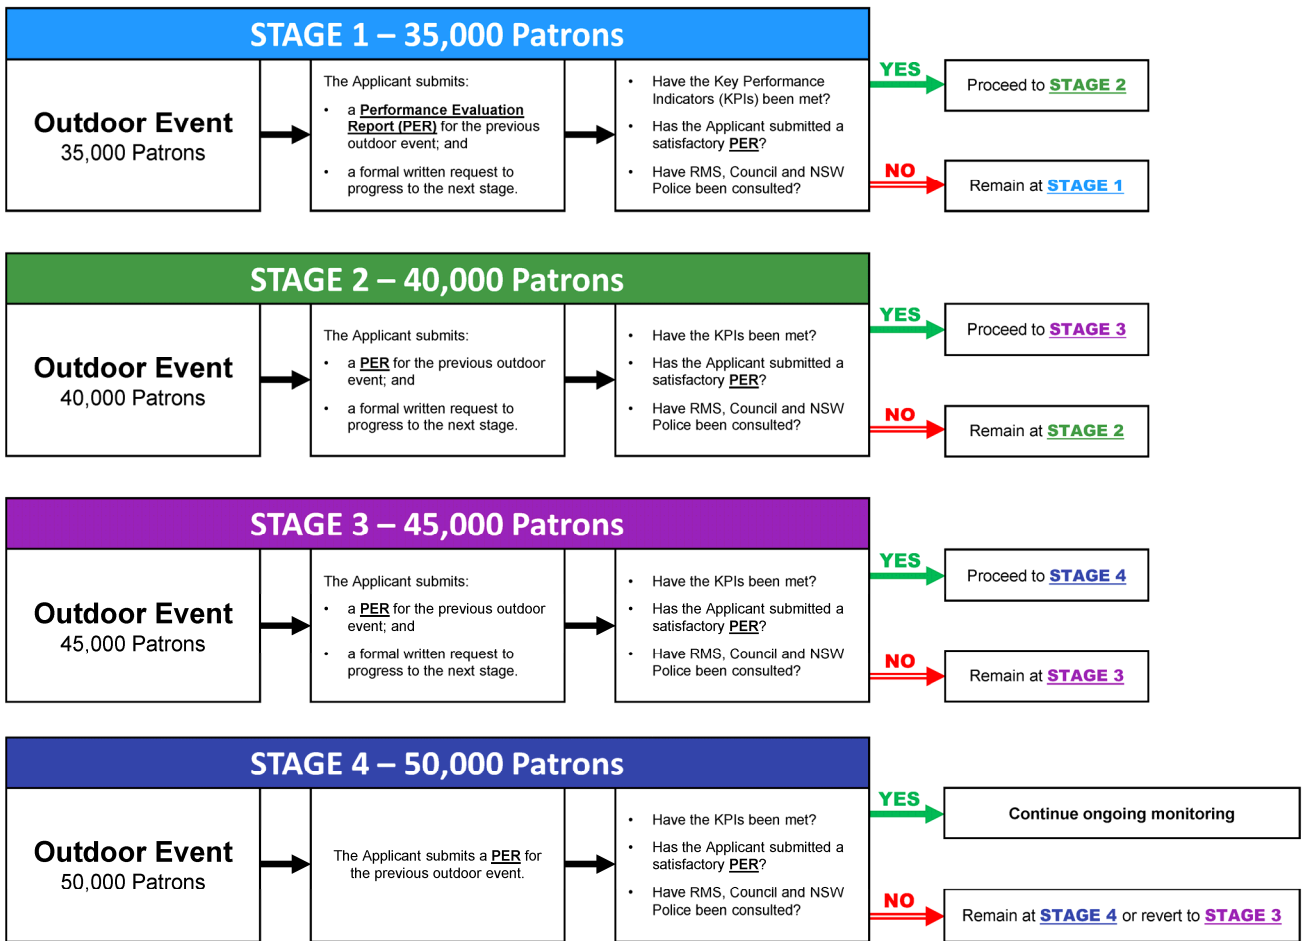 STAGE 1 – 35,000 Patrons
Outdoor Event
35,000 Patrons
The Applicant submits:
• a Performance Evaluation
Report (PER) for the previous
outdoor event; and
• a formal written request to
progress to the next stage.
• Have the Key Performance
Indicators (KPIs) been met?
• Has the Applicant submitted a
satisfactory PER?
• Have RMS, Council and NSW
Police been consulted?
YES
Proceed to STAGE 2
NO
Remain at STAGE 1
STAGE 2 – 40,000 Patrons
Outdoor Event
40,000 Patrons
The Applicant submits:
• a PER for the previous outdoor
event; and
• a formal written request to
progress to the next stage.
• Have the KPIs been met?
• Has the Applicant submitted a
satisfactory PER?
• Have RMS, Council and NSW
Police been consulted?
YES
Proceed to STAGE 3
NO
Remain at STAGE 2
STAGE 3 – 45,000 Patrons
Outdoor Event
45,000 Patrons
The Applicant submits:
• a PER for the previous outdoor
event; and
• a formal written request to
progress to the next stage.
• Have the KPIs been met?
• Has the Applicant submitted a
satisfactory PER?
• Have RMS, Council and NSW
Police been consulted?
YES
Proceed to STAGE 4
NO
Remain at STAGE 3
STAGE 4 – 50,000 Patrons
Outdoor Event
50,000 Patrons
The Applicant submits a PER for
the previous outdoor event.
• Have the KPIs been met?
• Has the Applicant submitted a
satisfactory PER?
• Have RMS, Council and NSW
Police been consulted?
YES
Continue ongoing monitoring
NO
Remain at STAGE 4 or revert to STAGE 3